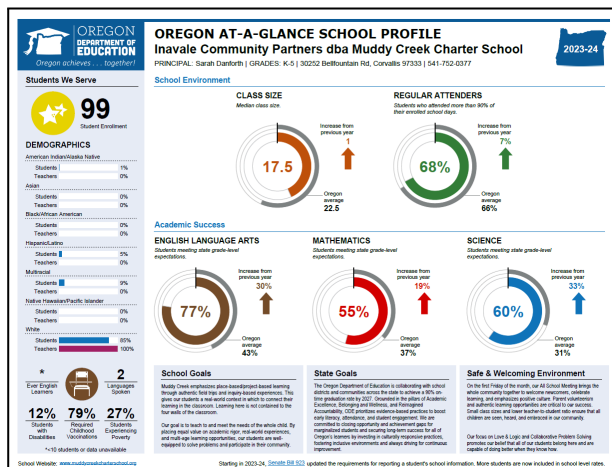 OREGON
DEPARTMENT OF
EDUCATION
Oregon achieves . . . together!
OREGON AT-A-GLANCE SCHOOL PROFILE
Inavale Community Partners dba Muddy Creek Charter School
PRINCIPAL: Sarah Danforth | GRADES: K-5 | 30252 Bellfountain Rd, Corvallis 97333 | 541-752-0377
2023-24
Students We Serve
99
Student Enrollment
DEMOGRAPHICS
American Indian/Alaska Native
Students 1%
Teachers 0%
Asian
Students 0%
Teachers 0%
Black/African American
Students 0%
Teachers 0%
Hispanic/Latino
Students 5%
Teachers 0%
Multiracial
Students 9%
Teachers 0%
Native Hawaiian/Pacific Islander
Students 0%
Teachers 0%
White
Students 85%
Teachers 100%
*
Ever English
Learners
2
Languages
Spoken
12%
Students
with
Disabilities
79%
Required
Childhood
Vaccinations
27%
Students
Experiencing
Poverty
*<10 students or data unavailable
School Environment
CLASS SIZE
Median class size.
17.5
Increase from
previous year
1
Oregon
average
22.5
REGULAR ATTENDERS
Students who attended more than 90% of
their enrolled school days.
68%
Increase from
previous year
7%
Oregon
average
66%
Academic Success
ENGLISH LANGUAGE ARTS
Students meeting state grade-level
expectations.
77%
Increase from
previous year
30%
Oregon
average
43%
MATHEMATICS
Students meeting state grade-level
expectations.
55%
Increase from
previous year
19%
Oregon
average
37%
SCIENCE
Students meeting state grade-level
expectations.
60%
Increase from
previous year
33%
Oregon
average
31%
School Goals
Muddy Creek emphasizes place-based/project-based learning
through authentic field trips and inquiry-based experiences. This
gives our students a real-world context in which to connect their
learning in the classroom. Learning here is not contained to the
four walls of the classroom.
Our goal is to teach to and meet the needs of the whole child. By
placing equal value on academic rigor, real-world experiences,
and multi-age learning opportunities, our students are well-
equipped to solve problems and participate in their community.
State Goals
The Oregon Department of Education is collaborating with school
districts and communities across the state to achieve a 90% on-
time graduation rate by 2027. Grounded in the pillars of Academic
Excellence, Belonging and Wellness, and Reimagined
Accountability, ODE prioritizes evidence-based practices to boost
early literacy, attendance, and student engagement. We are
committed to closing opportunity and achievement gaps for
marginalized students and securing long-term success for all of
Oregon's learners by investing in culturally responsive practices,
fostering inclusive environments and always driving for continuous
improvement.
Safe & Welcoming Environment
On the first Friday of the month, our All School Meeting brings the
whole community together to welcome newcomers, celebrate
learning, and emphasizes positive culture. Parent volunteerism
and authentic learning opportunities are critical to our success.
Small class sizes and lower teacher-to-student ratio ensure that all
children are seen, heard, and embraced in our community.
Our focus on Love & Logic and Collaborative Problem Solving
promotes our belief that all of our students belong here and are
capable of doing better when they know how.
School Website: www.muddycreekcharterschool.org
Starting in 2023-24, Senate Bill 923 updated the requirements for reporting a student's school information. More students are now included in school level rates.